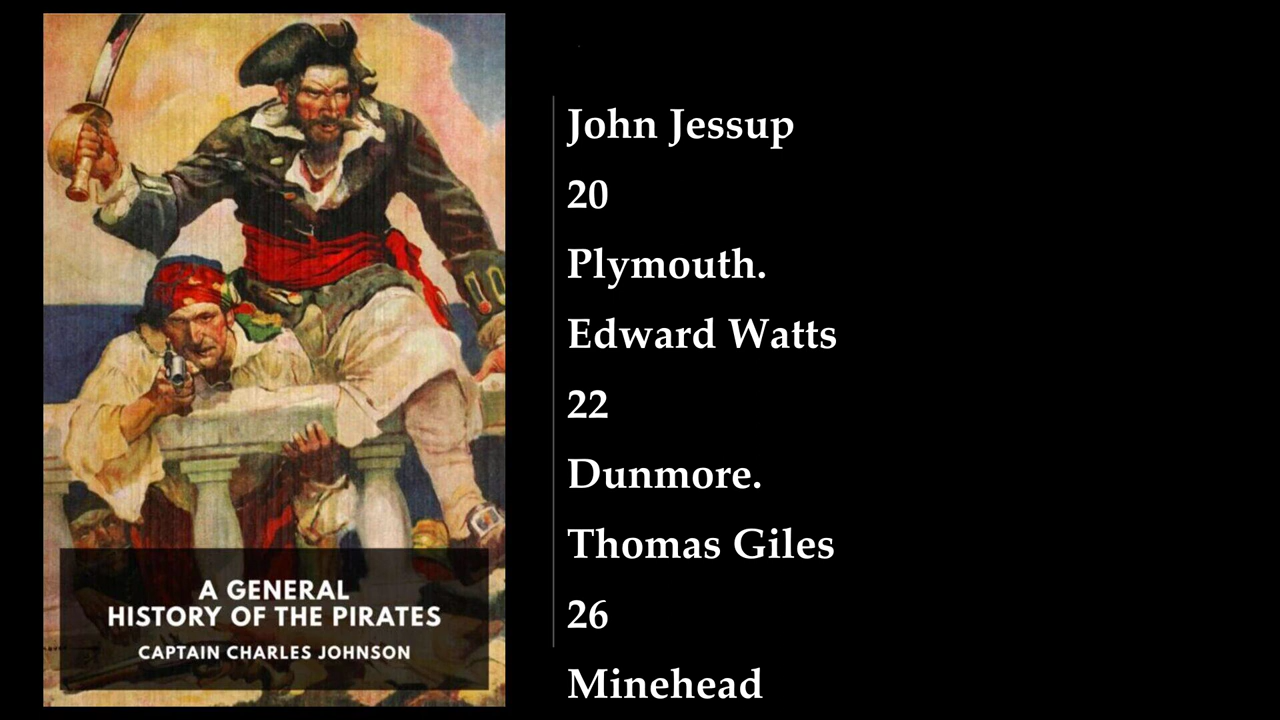 A GENERAL
HISTORY OF THE PIRATES
CAPTAIN CHARLES JOHNSON
John Jessup
20
Plymouth.
Edward Watts
22
Dunmore.
Thomas Giles
26
Minehead